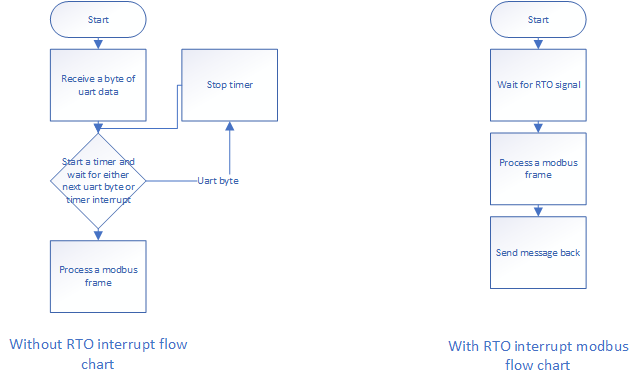 Start
Receive a byte of
uart data
Stop timer
Start a timer and
wait for either
next uart byte or
timer interrupt
Uart byte
Process a modbus
frame
Without RTO interrupt flow
chart
Start
Wait for RTO signal
Process a modbus
frame
Send message back
With RTO interrupt modbus
flow chart